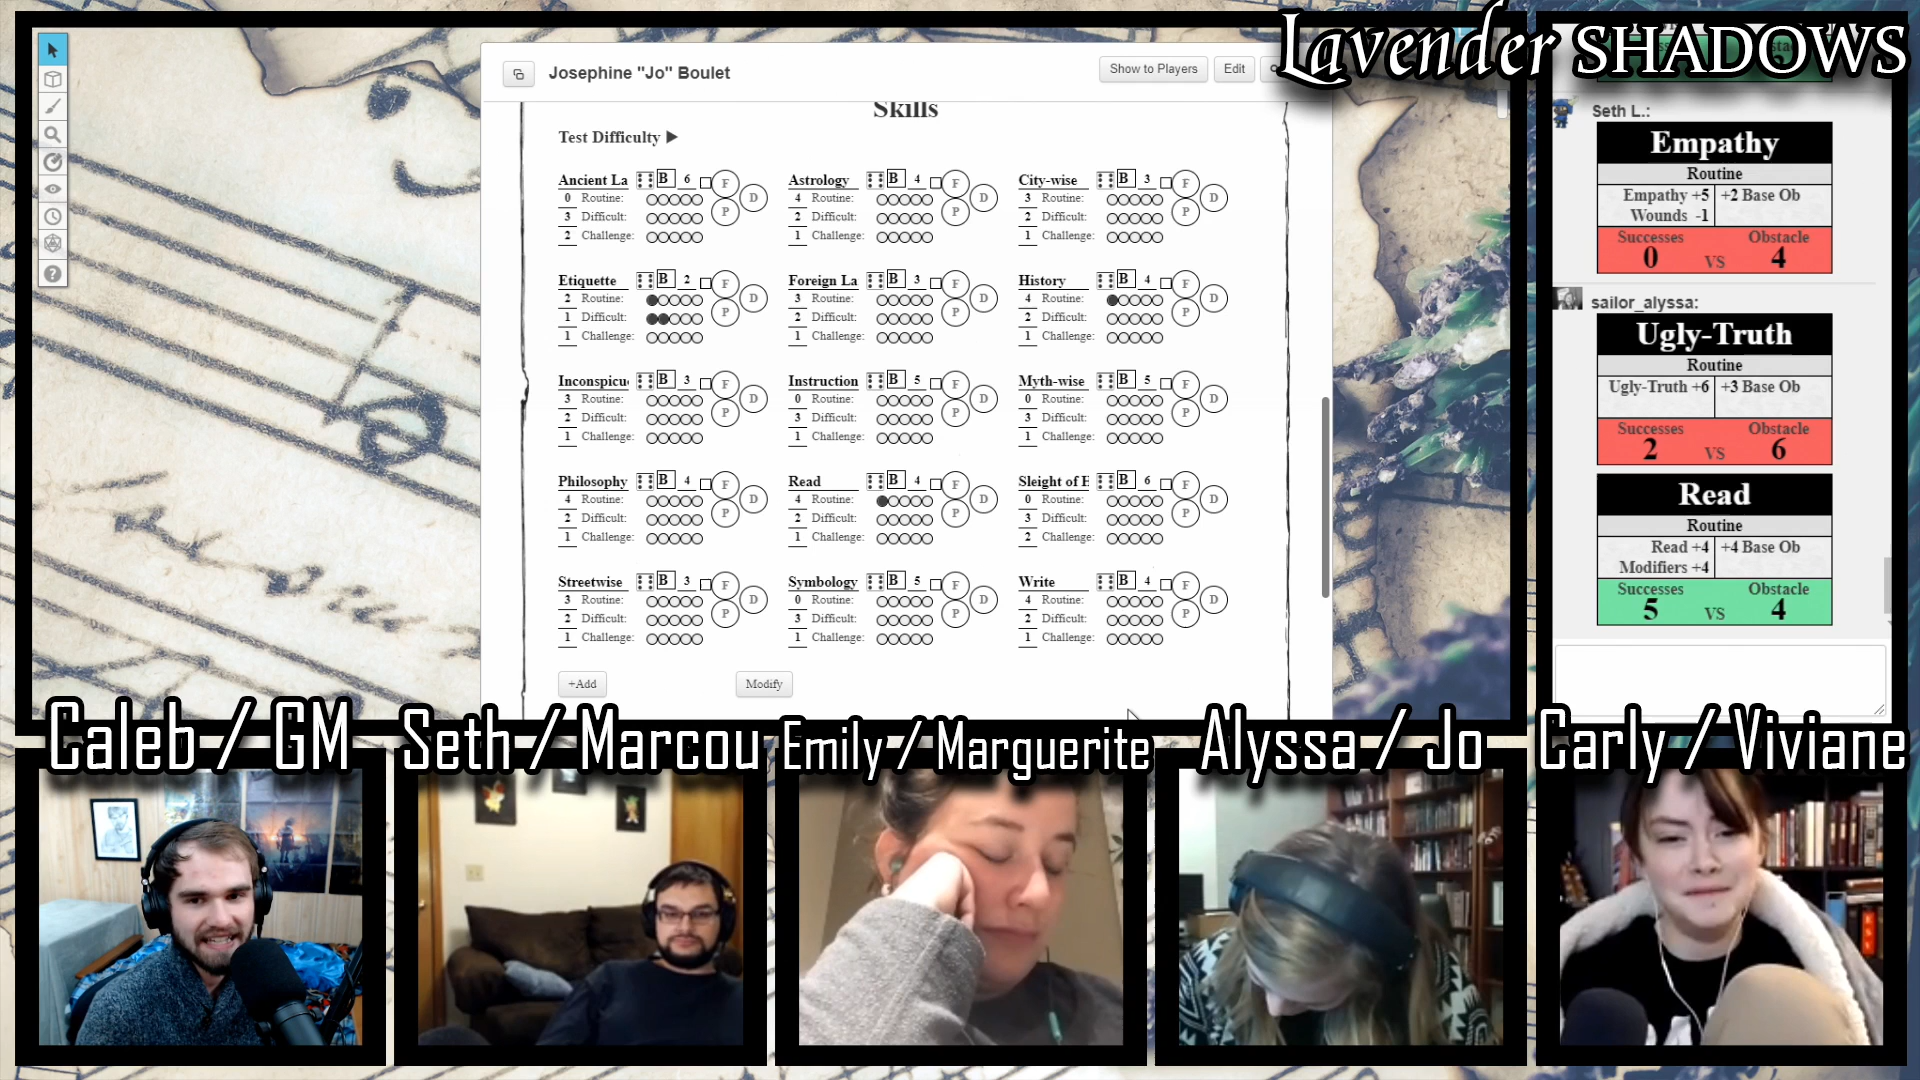 Lavender SHADOWS
Josephine "Jo" Boulet
Show to Players
Edit
Skills
Test Difficulty ▶
Ancient La B 6 F
0 Routine: D
3 Difficult: P
2 Challenge:
Astrology B 4 F
4 Routine: D
2 Difficult: P
1 Challenge:
City-wise B 3 F
3 Routine: D
2 Difficult: P
1 Challenge:
Etiquette B 2 F
2 Routine: D
1 Difficult: P
1 Challenge:
Foreign La B 3 F
3 Routine: D
2 Difficult: P
1 Challenge:
History B 4 F
4 Routine: D
2 Difficult: P
1 Challenge:
Inconspicu B 3 F
3 Routine: D
2 Difficult: P
1 Challenge:
Instruction B 5 F
0 Routine: D
3 Difficult: P
1 Challenge:
Myth-wise B 5 F
0 Routine: D
3 Difficult: P
1 Challenge:
Philosophy B 4 F
4 Routine: D
2 Difficult: P
1 Challenge:
Read B 4 F
4 Routine: D
2 Difficult: P
1 Challenge:
Sleight of H B 6 F
0 Routine: D
3 Difficult: P
2 Challenge:
Streetwise B 3 F
3 Routine: D
2 Difficult: P
1 Challenge:
Symbology B 5 F
0 Routine: D
3 Difficult: P
1 Challenge:
Write B 4 F
4 Routine: D
2 Difficult: P
1 Challenge:
+Add
Modify
Seth L.:
Empathy
Routine
Empathy +5 +2 Base Ob
Wounds -1
Successes Obstacle
0 VS 4
sailor_alyssa:
Ugly-Truth
Routine
Ugly-Truth +6 +3 Base Ob
Successes Obstacle
2 VS 6
Read
Routine
Read +4 +4 Base Ob
Modifiers +4
Successes Obstacle
5 VS 4
Caleb / GM
Seth / Marcou
Emily / Marguerite
Alyssa / Jo
Carly / Viviane